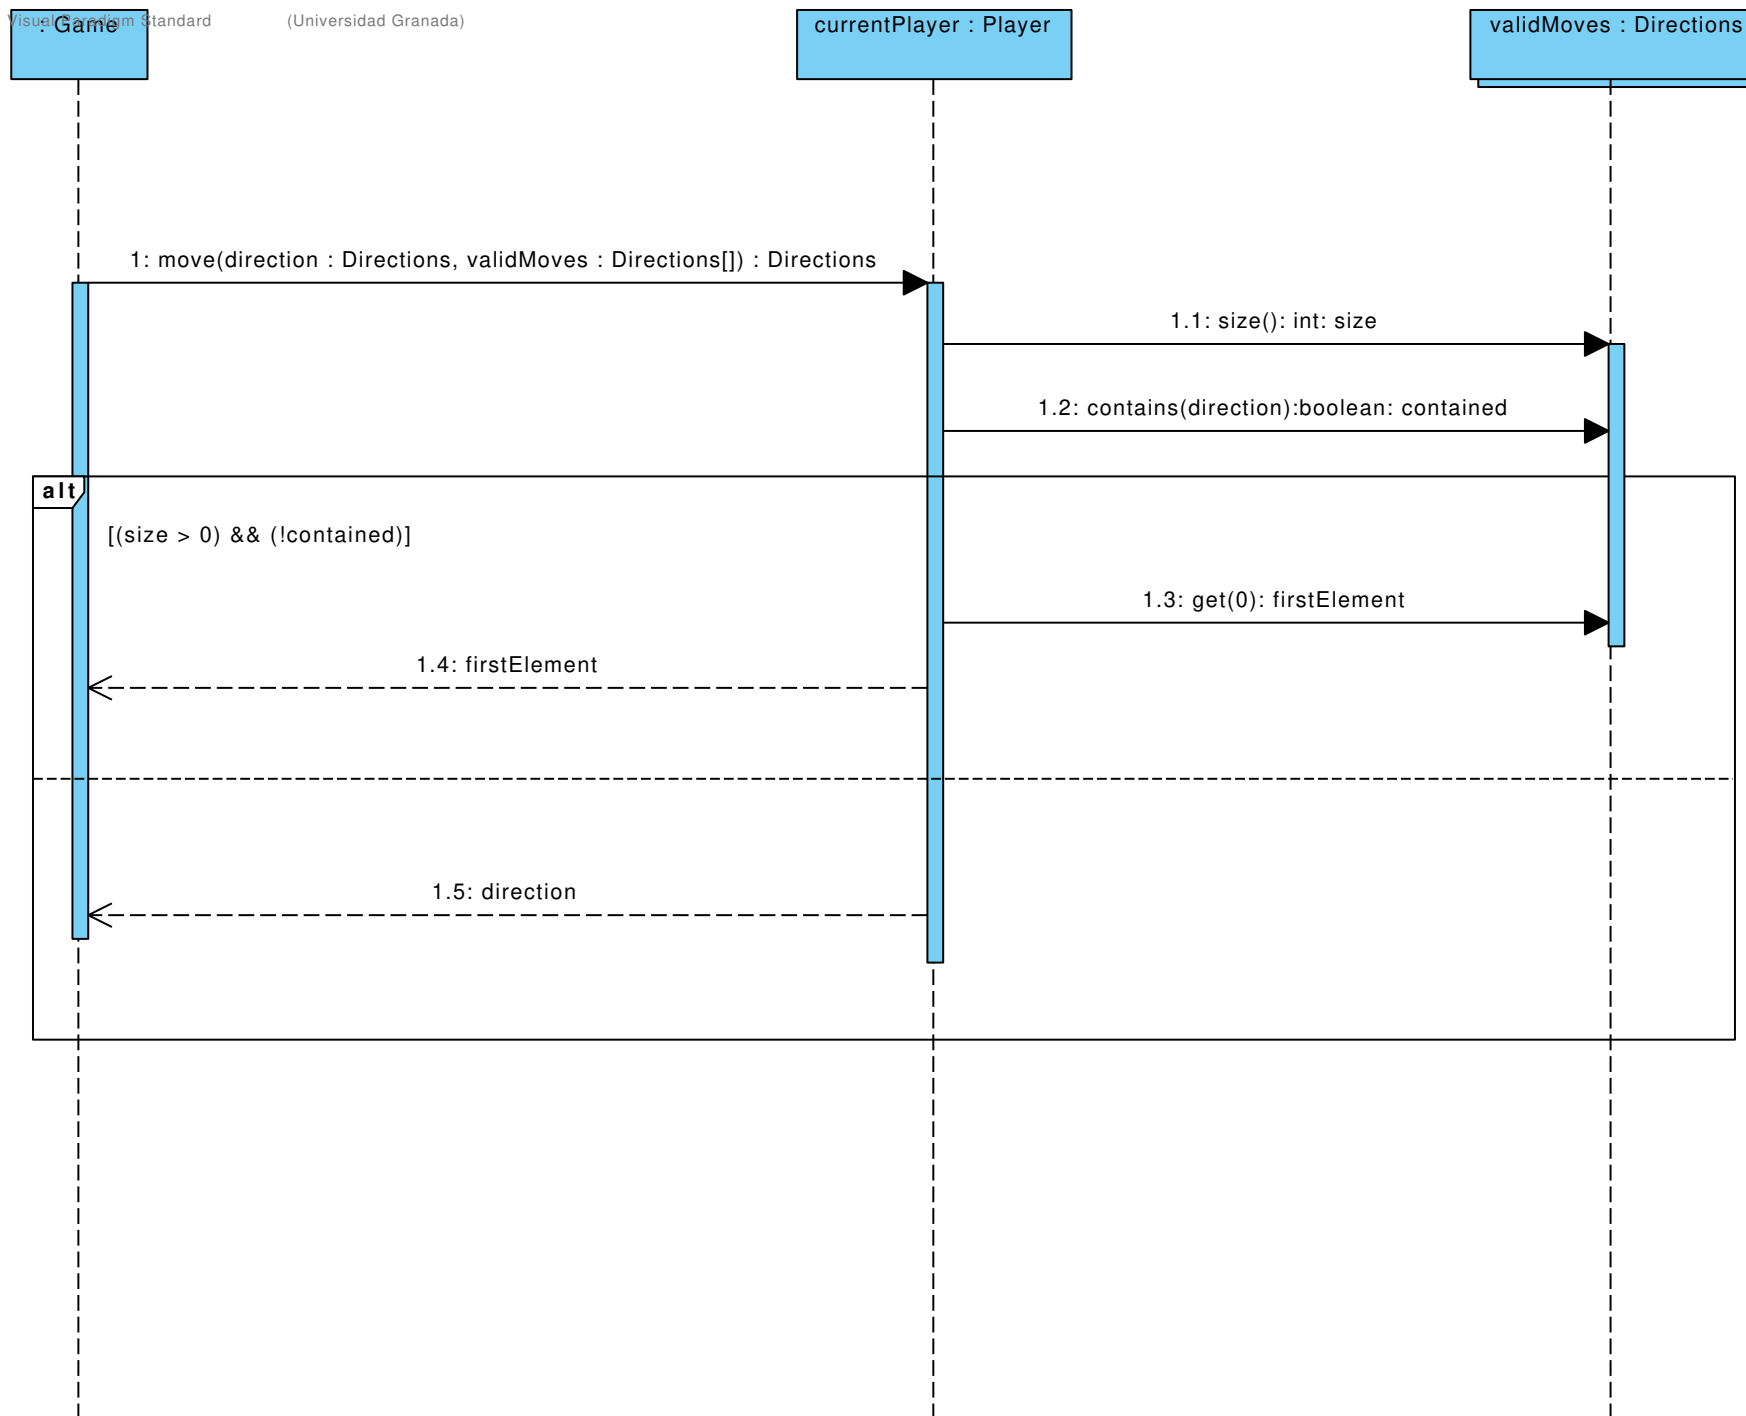 Visual Paradigm Standard (Universidad Granada)
: Game
currentPlayer : Player
validMoves : Directions
1: move(direction : Directions, validMoves : Directions[]) : Directions
1.1: size(): int: size
1.2: contains(direction):boolean: contained
alt
[(size > 0) && (!contained)]
1.3: get(0): firstElement
1.4: firstElement
1.5: direction